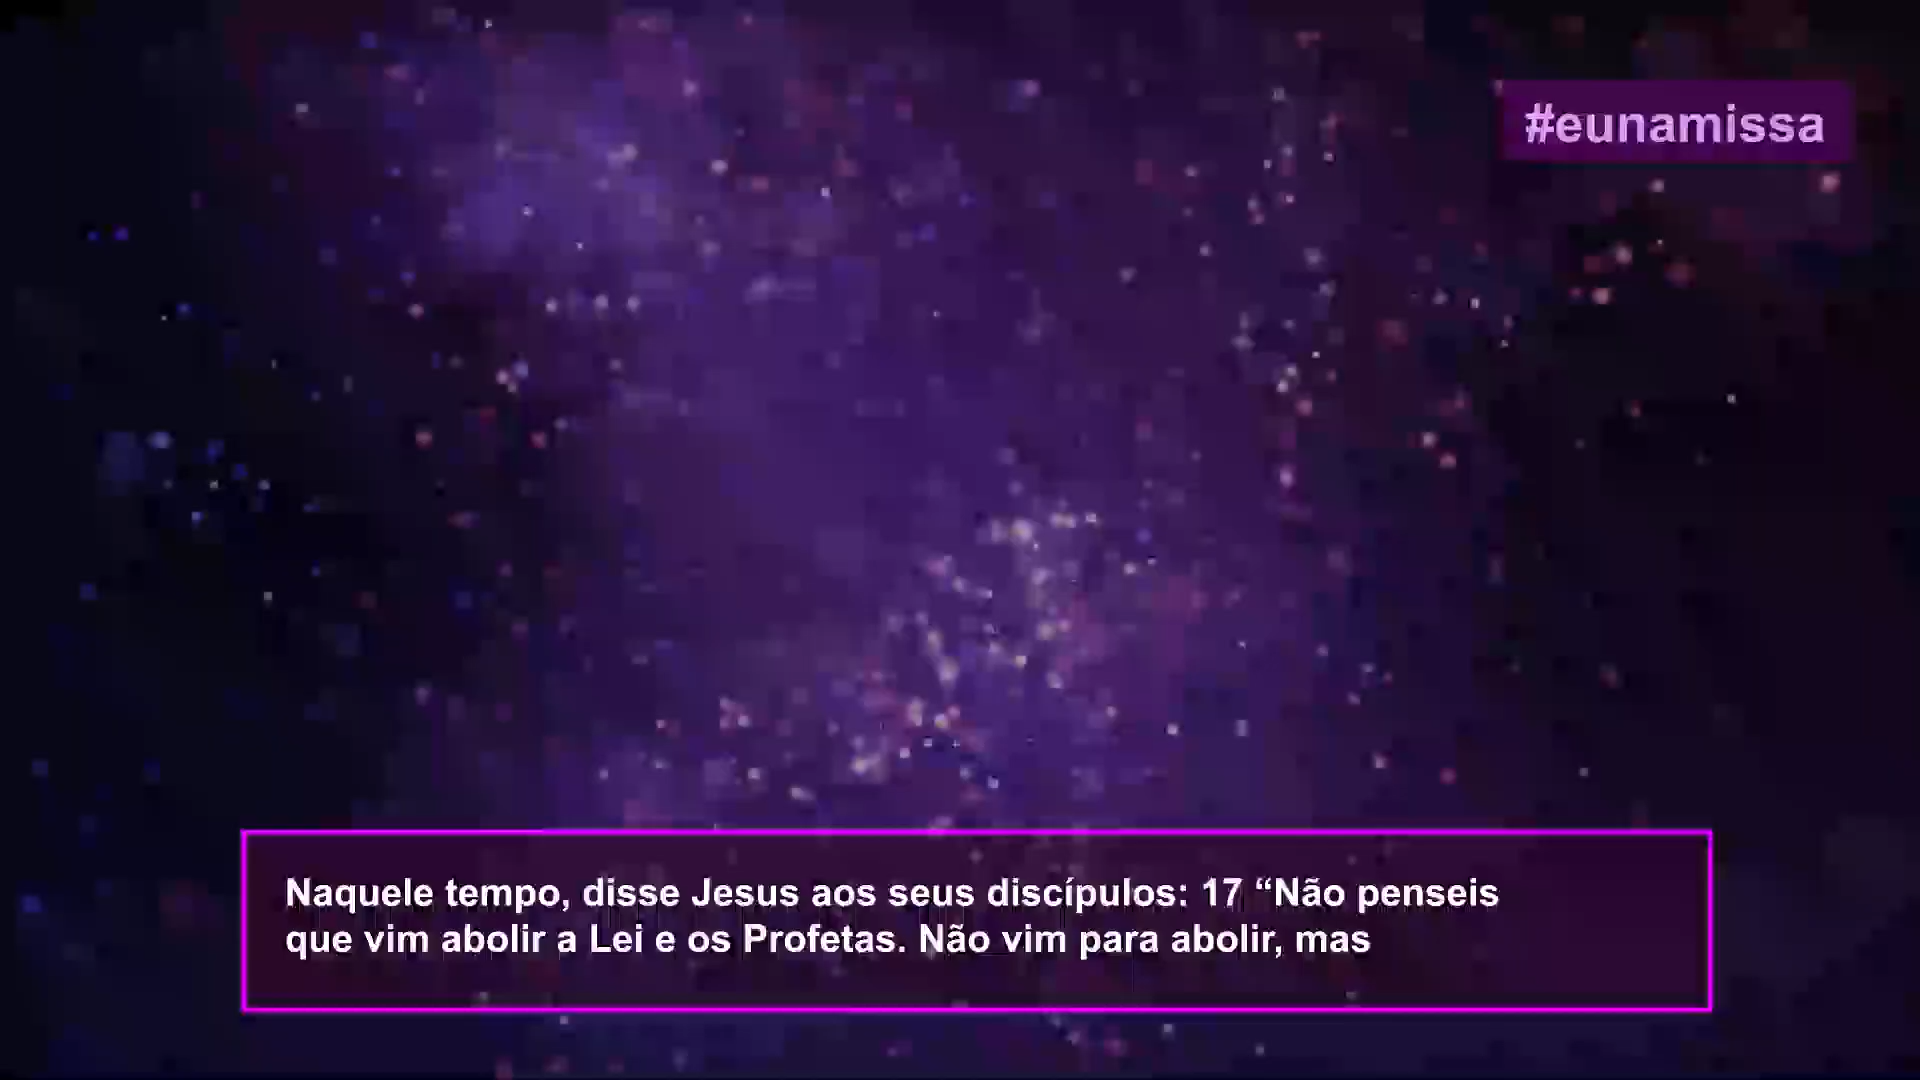 #eunamissa
Naquele tempo, disse Jesus aos seus discípulos: 17 “Não penseis
que vim abolir a Lei e os Profetas. Não vim para abolir, mas